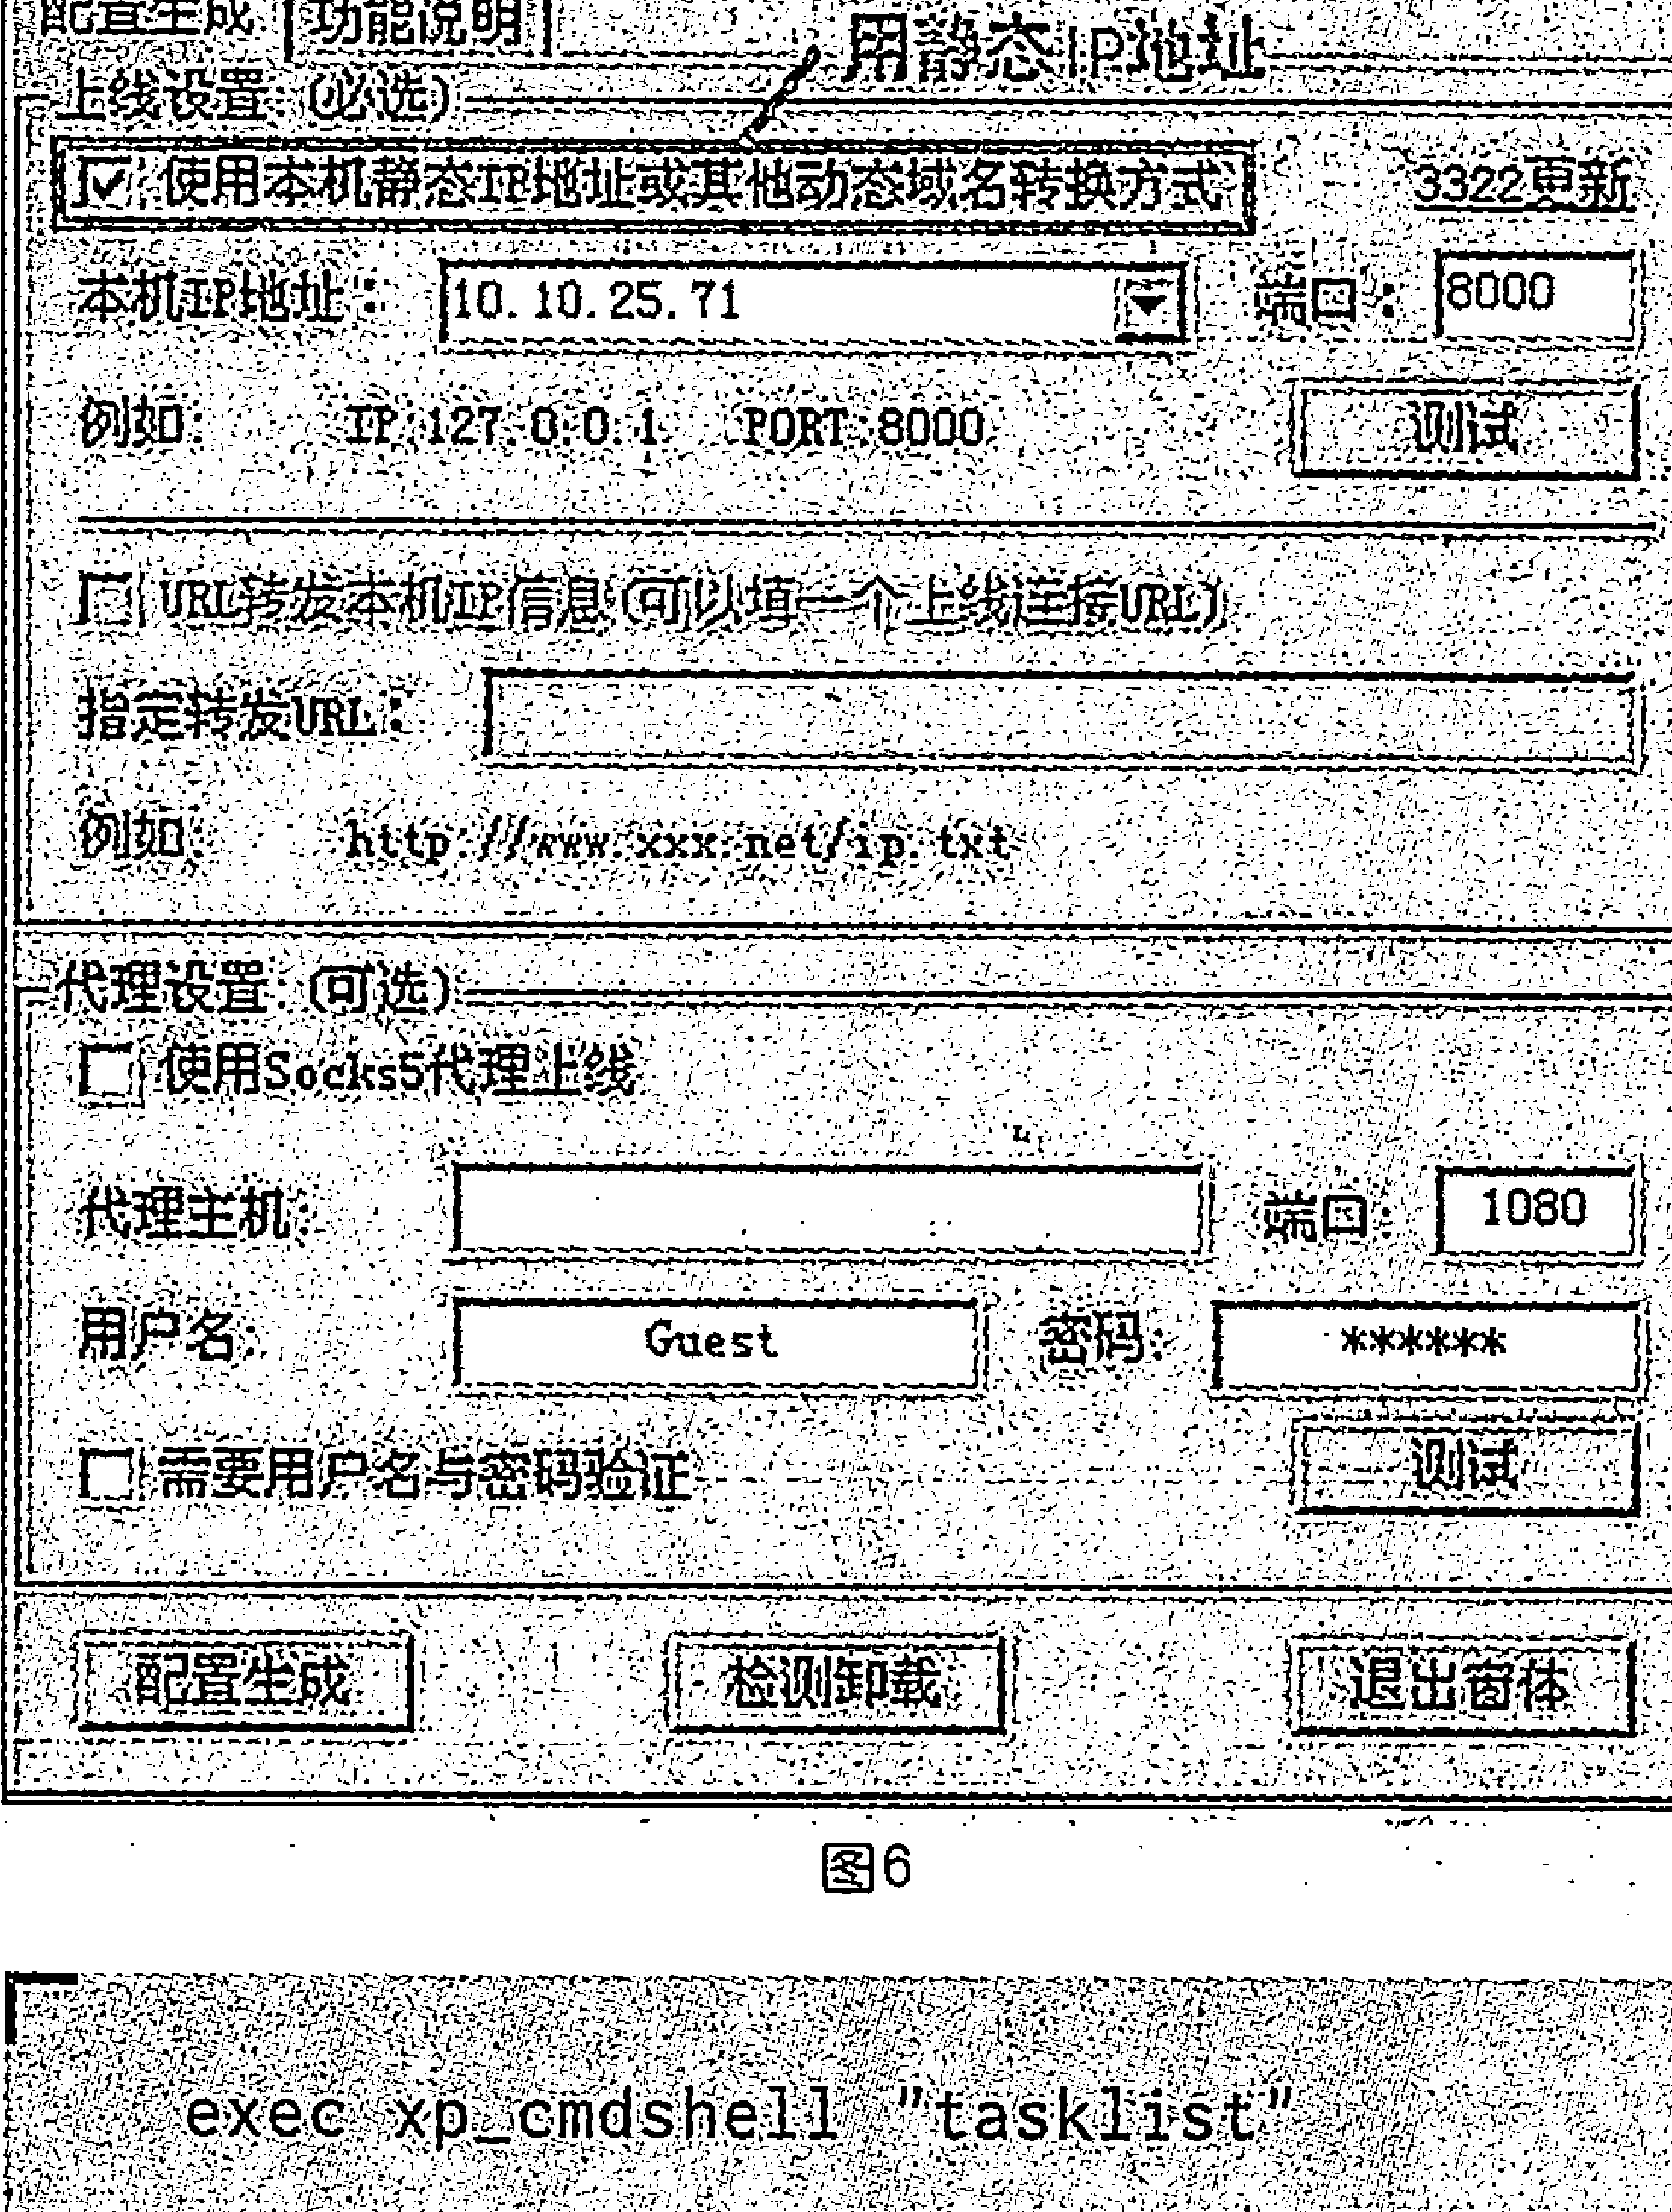 配置生成 功能说明
用静态IP地址
上线设置:(必选)
使用本机静态IP地址或其他动态域名转换方式 3322更新
本机IP地址: 10.10.25.71 端口: 8000
例如: IP:127.0.0.1 PORT:8000 测试
URL转发本机IP信息(可以填一个上线连接URL)
指定转发URL:
例如: http://www.xxx.net/ip.txt
代理设置:(可选)
使用Socks5代理上线
代理主机: 端口: 1080
用户名: Guest 密码: ******
需要用户名与密码验证 测试
配置生成 检测卸载 退出窗体
图6
exec xp_cmdshell "tasklist"